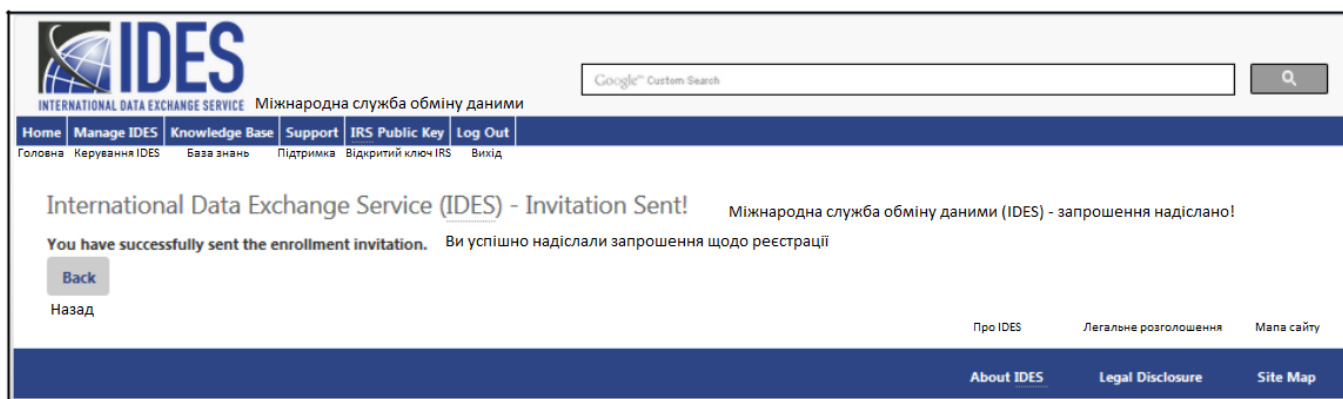 IDES
INTERNATIONAL DATA EXCHANGE SERVICE Міжнародна служба обміну даними
Google™ Custom Search
Home Manage IDES Knowledge Base Support IRS Public Key Log Out
Головна Керування IDES База знань Підтримка Відкритий ключ IRS Вихід
International Data Exchange Service (IDES) - Invitation Sent! Міжнародна служба обміну даними (IDES) - запрошення надіслано!
You have successfully sent the enrollment invitation. Ви успішно надіслали запрошення щодо реєстрації
Back
Назад
Про IDES Легальне розголошення Мапа сайту
About IDES Legal Disclosure Site Map